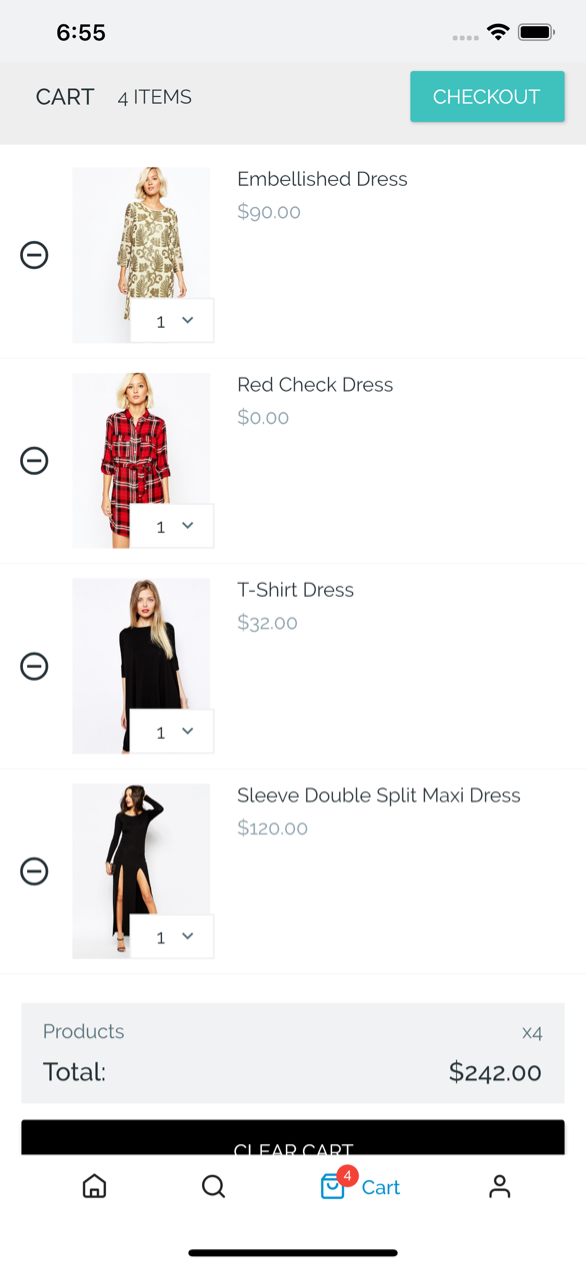 6:55
CART 4 ITEMS CHECKOUT
Embellished Dress
$90.00
1
Red Check Dress
$0.00
1
T-Shirt Dress
$32.00
1
Sleeve Double Split Maxi Dress
$120.00
1
Products x4
Total: $242.00
CLEAR CART
4
Cart